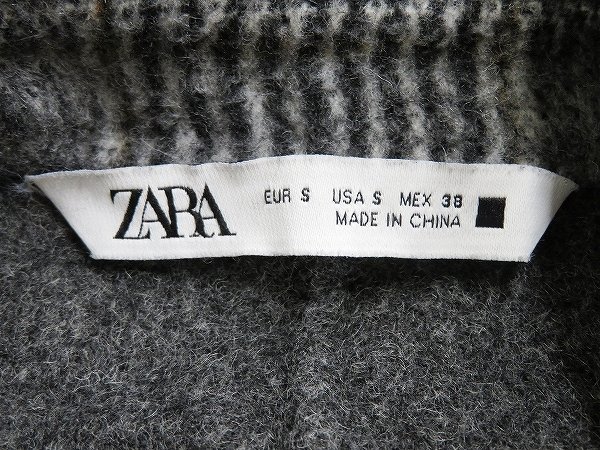 ZARA
EUR S USA S MEX 38
MADE IN CHINA